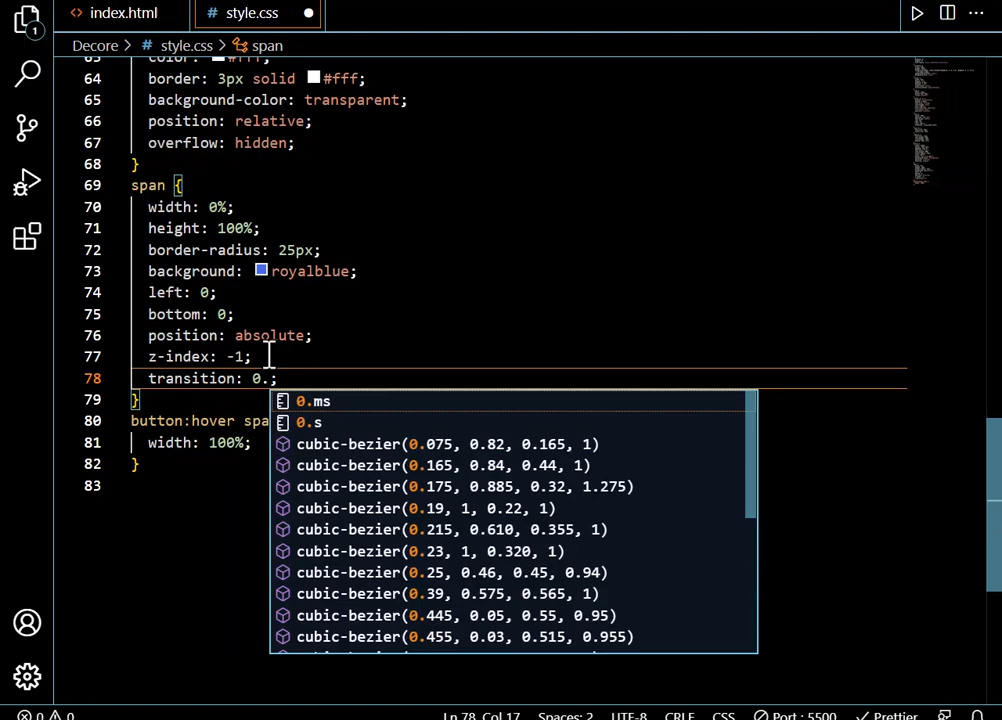 index.html
# style.css
1
Decore > # style.css > span
65 color: #fff;
64 border: 3px solid #fff;
65 background-color: transparent;
66 position: relative;
67 overflow: hidden;
68 }
69 span {
70 width: 0%;
71 height: 100%;
72 border-radius: 25px;
73 background: royalblue;
74 left: 0;
75 bottom: 0;
76 position: absolute;
77 z-index: -1;
78 transition: 0.;
79 }
0.ms
80 button:hover spa
0.s
81 width: 100%;
cubic-bezier(0.075, 0.82, 0.165, 1)
82 }
cubic-bezier(0.165, 0.84, 0.44, 1)
83
cubic-bezier(0.175, 0.885, 0.32, 1.275)
cubic-bezier(0.19, 1, 0.22, 1)
cubic-bezier(0.215, 0.610, 0.355, 1)
cubic-bezier(0.23, 1, 0.320, 1)
cubic-bezier(0.25, 0.46, 0.45, 0.94)
cubic-bezier(0.39, 0.575, 0.565, 1)
cubic-bezier(0.445, 0.05, 0.55, 0.95)
cubic-bezier(0.455, 0.03, 0.515, 0.955)
0 0 Ln 78, Col 17 Spaces: 2 UTF-8 CRLF CSS Port : 5500 Prettier